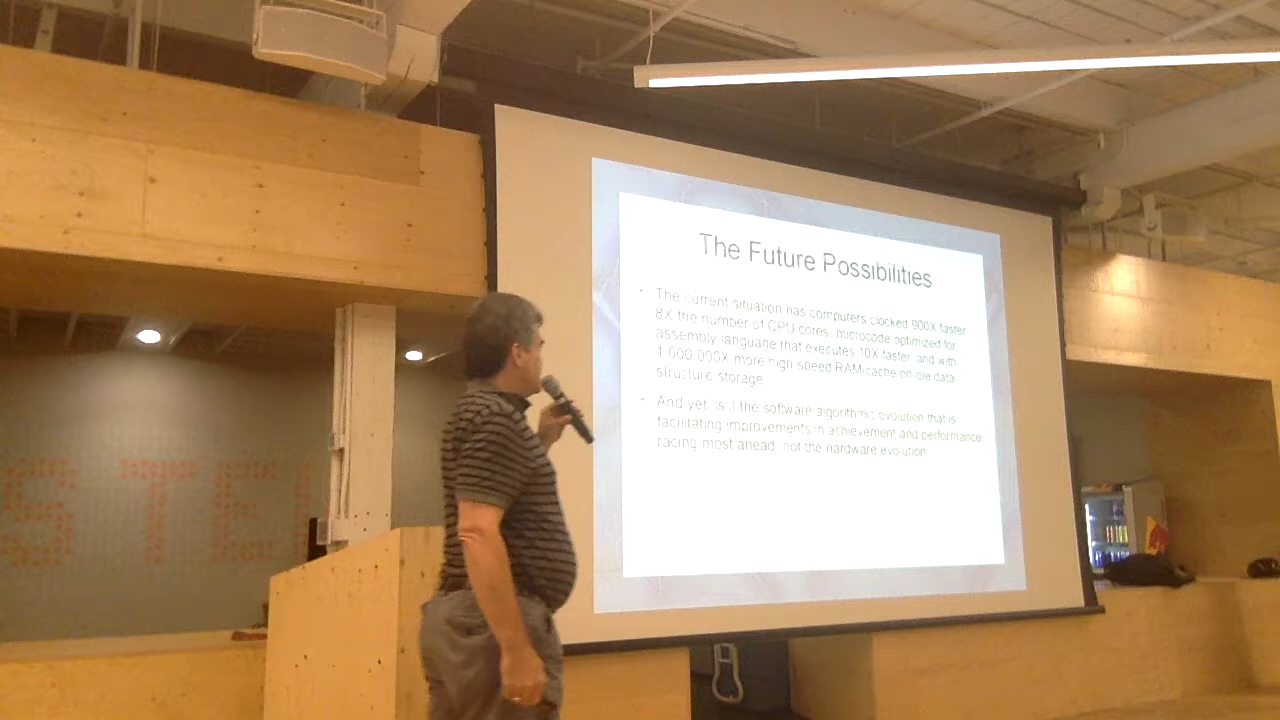 The Future Possibilities
• The current situation has computers clocked 900X faster
8X the number of CPU cores, microcode optimized for
assembly language that executes 10X faster, and with
1,000,000X more high-speed RAM/cache/on-die data-
structure storage.
• And yet, is it the software algorithmic evolution that is
facilitating improvements in achievement and performance
racing most ahead, not the hardware evolution.
STE